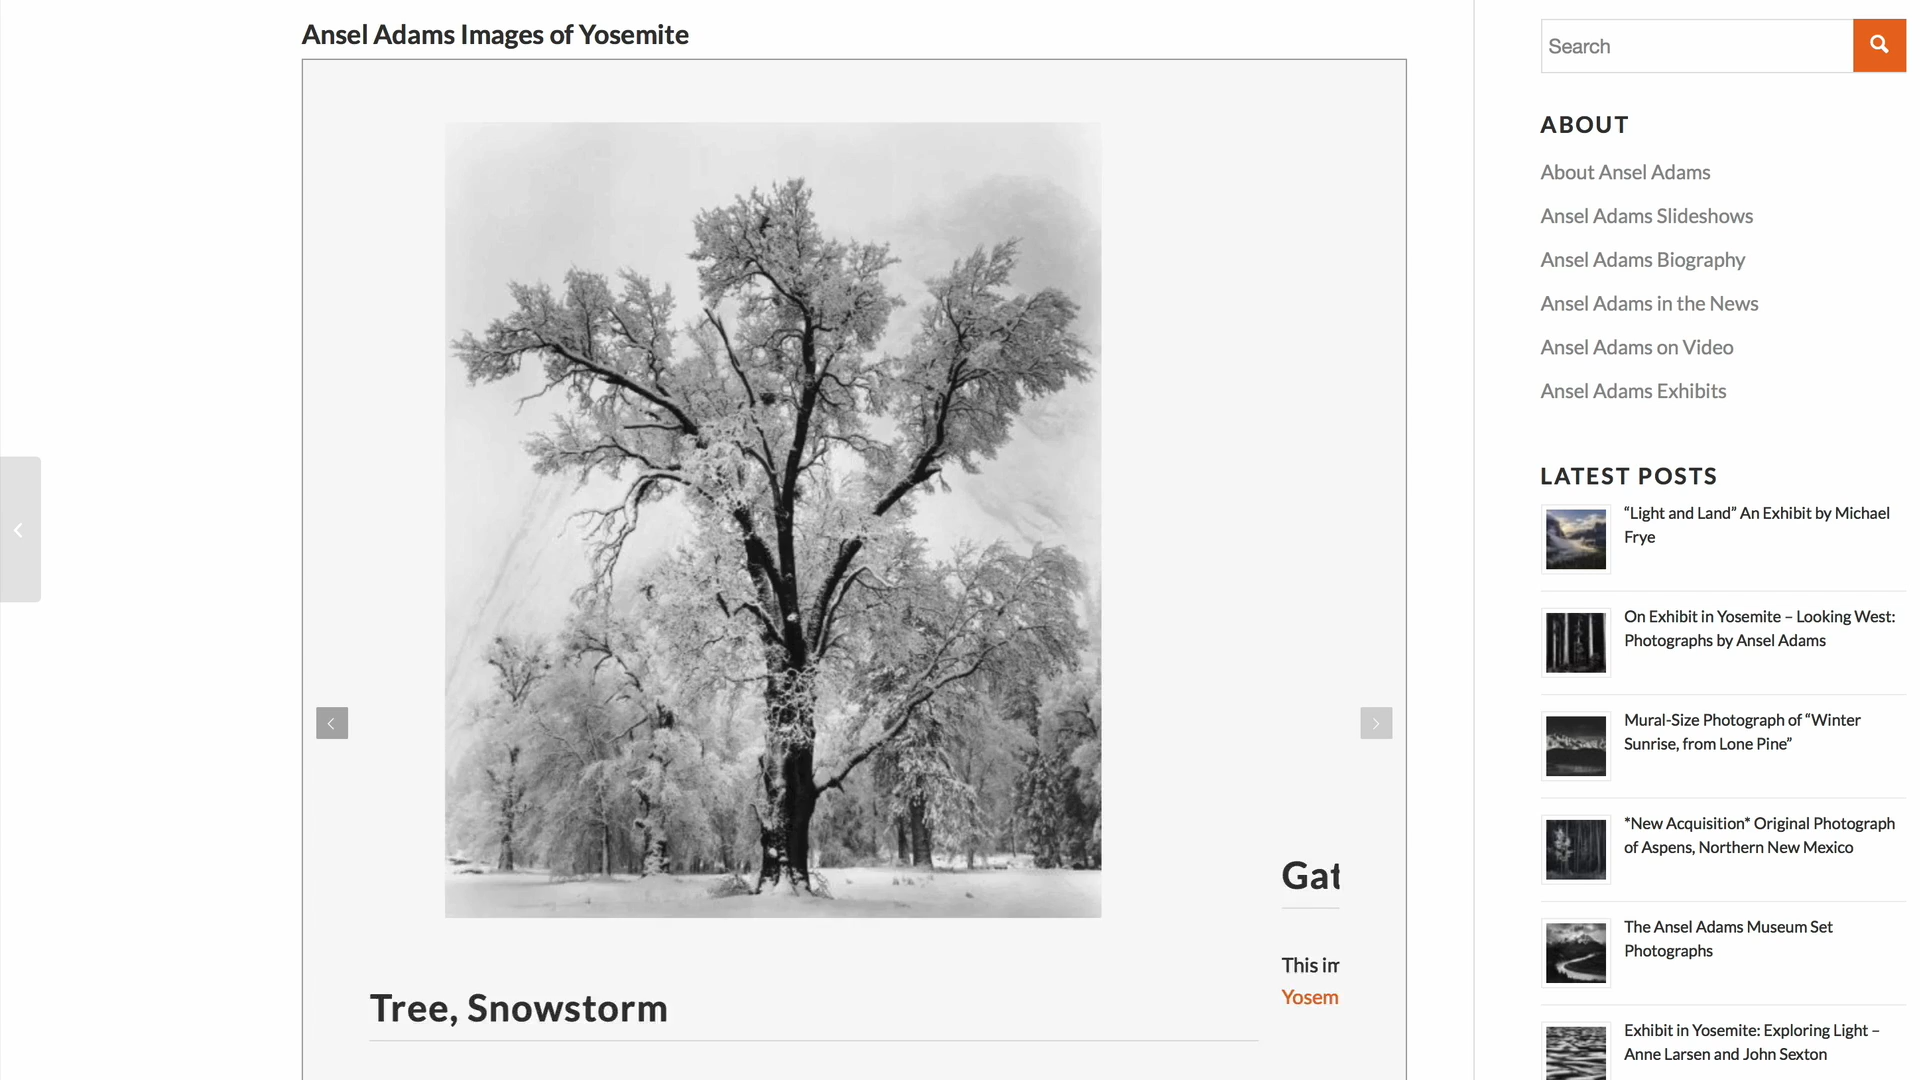 Ansel Adams Images of Yosemite
Tree, Snowstorm
Gat
This im
Yosem
Search
ABOUT
About Ansel Adams
Ansel Adams Slideshows
Ansel Adams Biography
Ansel Adams in the News
Ansel Adams on Video
Ansel Adams Exhibits
LATEST POSTS
“Light and Land” An Exhibit by Michael
Frye
On Exhibit in Yosemite – Looking West:
Photographs by Ansel Adams
Mural-Size Photograph of “Winter
Sunrise, from Lone Pine”
*New Acquisition* Original Photograph
of Aspens, Northern New Mexico
The Ansel Adams Museum Set
Photographs
Exhibit in Yosemite: Exploring Light –
Anne Larsen and John Sexton